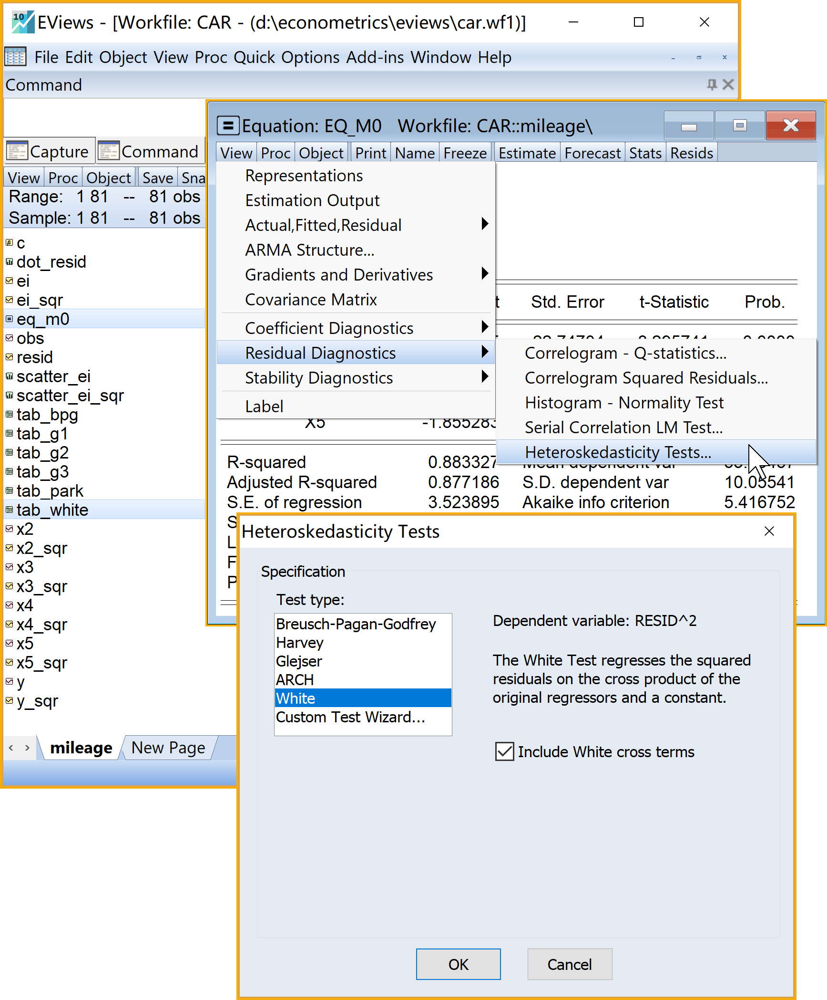 EViews - [Workfile: CAR - (d:\econometrics\eviews\car.wf1)]
File Edit Object View Proc Quick Options Add-ins Window Help
Command
Capture Command
View Proc Object Save Sna
Range: 1 81 -- 81 obs
Sample: 1 81 -- 81 obs
c
dot_resid
ei
ei_sqr
eq_m0
obs
resid
scatter_ei
scatter_ei_sqr
tab_bpg
tab_g1
tab_g2
tab_g3
tab_park
tab_white
x2
x2_sqr
x3
x3_sqr
x4
x4_sqr
x5
x5_sqr
y
y_sqr
mileage New Page
Equation: EQ_M0 Workfile: CAR::mileage\
View Proc Object Print Name Freeze Estimate Forecast Stats Resids
Representations
Estimation Output
Actual,Fitted,Residual
ARMA Structure...
Gradients and Derivatives
Covariance Matrix
Coefficient Diagnostics
Residual Diagnostics
Stability Diagnostics
Label
t Std. Error t-Statistic Prob.
Correlogram - Q-statistics...
Correlogram Squared Residuals...
Histogram - Normality Test
Serial Correlation LM Test...
Heteroskedasticity Tests...
X5 -1.855283
R-squared 0.883327 Mean dependent var
Adjusted R-squared 0.877186 S.D. dependent var 10.05541
S.E. of regression 3.523895 Akaike info criterion 5.416752
S
L
F
P
Heteroskedasticity Tests
Specification
Test type:
Breusch-Pagan-Godfrey
Harvey
Glejser
ARCH
White
Custom Test Wizard...
Dependent variable: RESID^2
The White Test regresses the squared
residuals on the cross product of the
original regressors and a constant.
Include White cross terms
OK Cancel